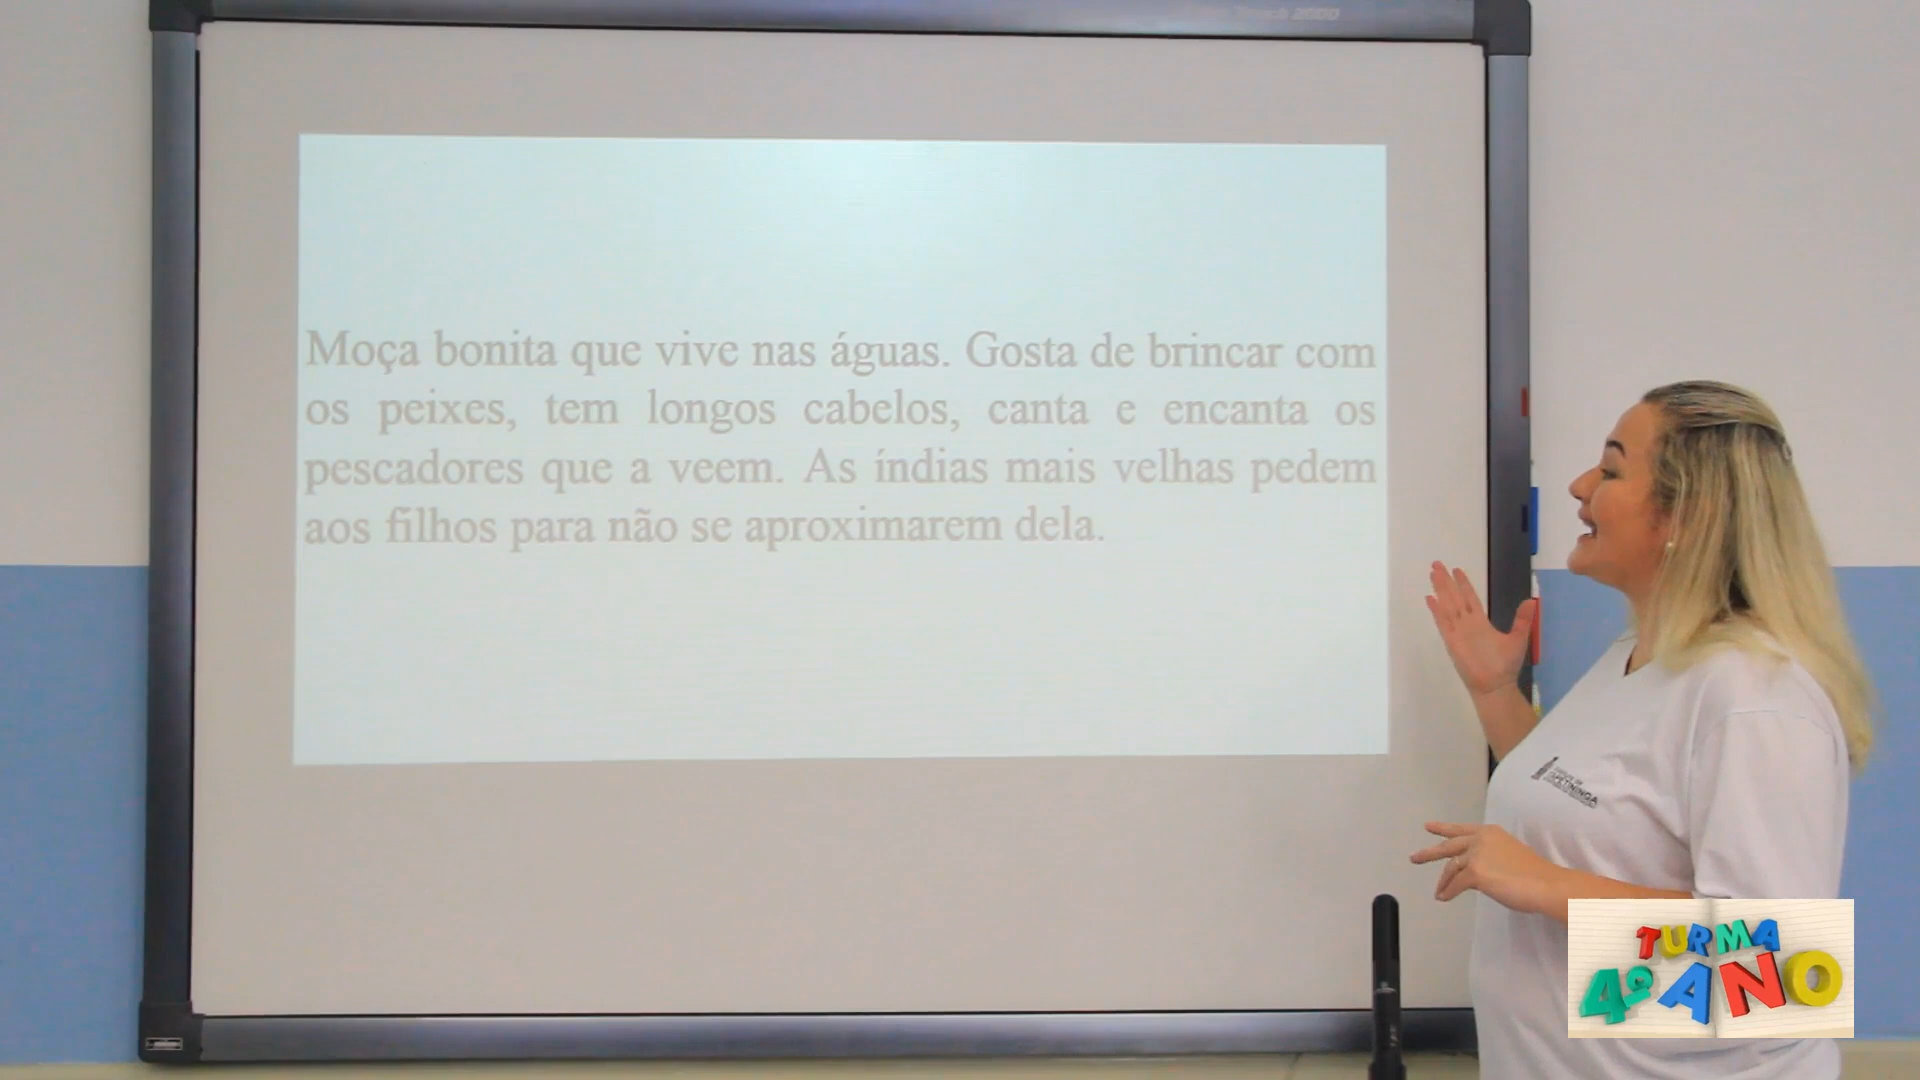 Moça bonita que vive nas águas. Gosta de brincar com
os peixes, tem longos cabelos, canta e encanta os
pescadores que a veem. As índias mais velhas pedem
aos filhos para não se aproximarem dela.
ITAPETININGA
TURMA
4º ANO